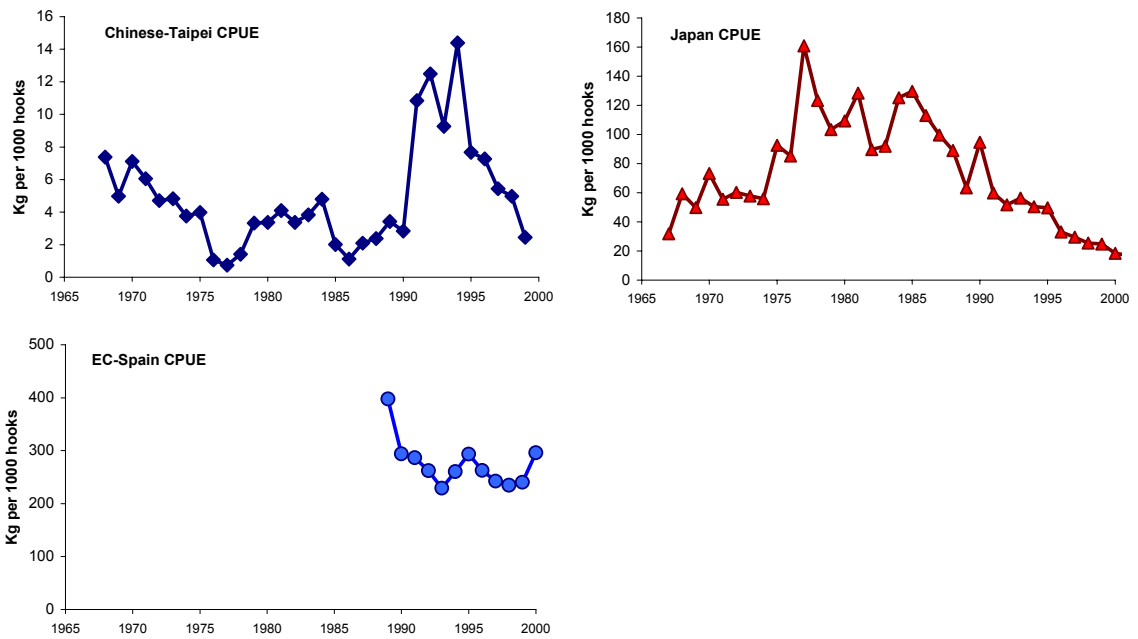 Chinese-Taipei CPUE
Kg per 1000 hooks
16
14
12
10
8
6
4
2
0
1965 1970 1975 1980 1985 1990 1995 2000
Japan CPUE
Kg per 1000 hooks
180
160
140
120
100
80
60
40
20
0
1965 1970 1975 1980 1985 1990 1995 2000
EC-Spain CPUE
Kg per 1000 hooks
500
400
300
200
100
0
1965 1970 1975 1980 1985 1990 1995 2000